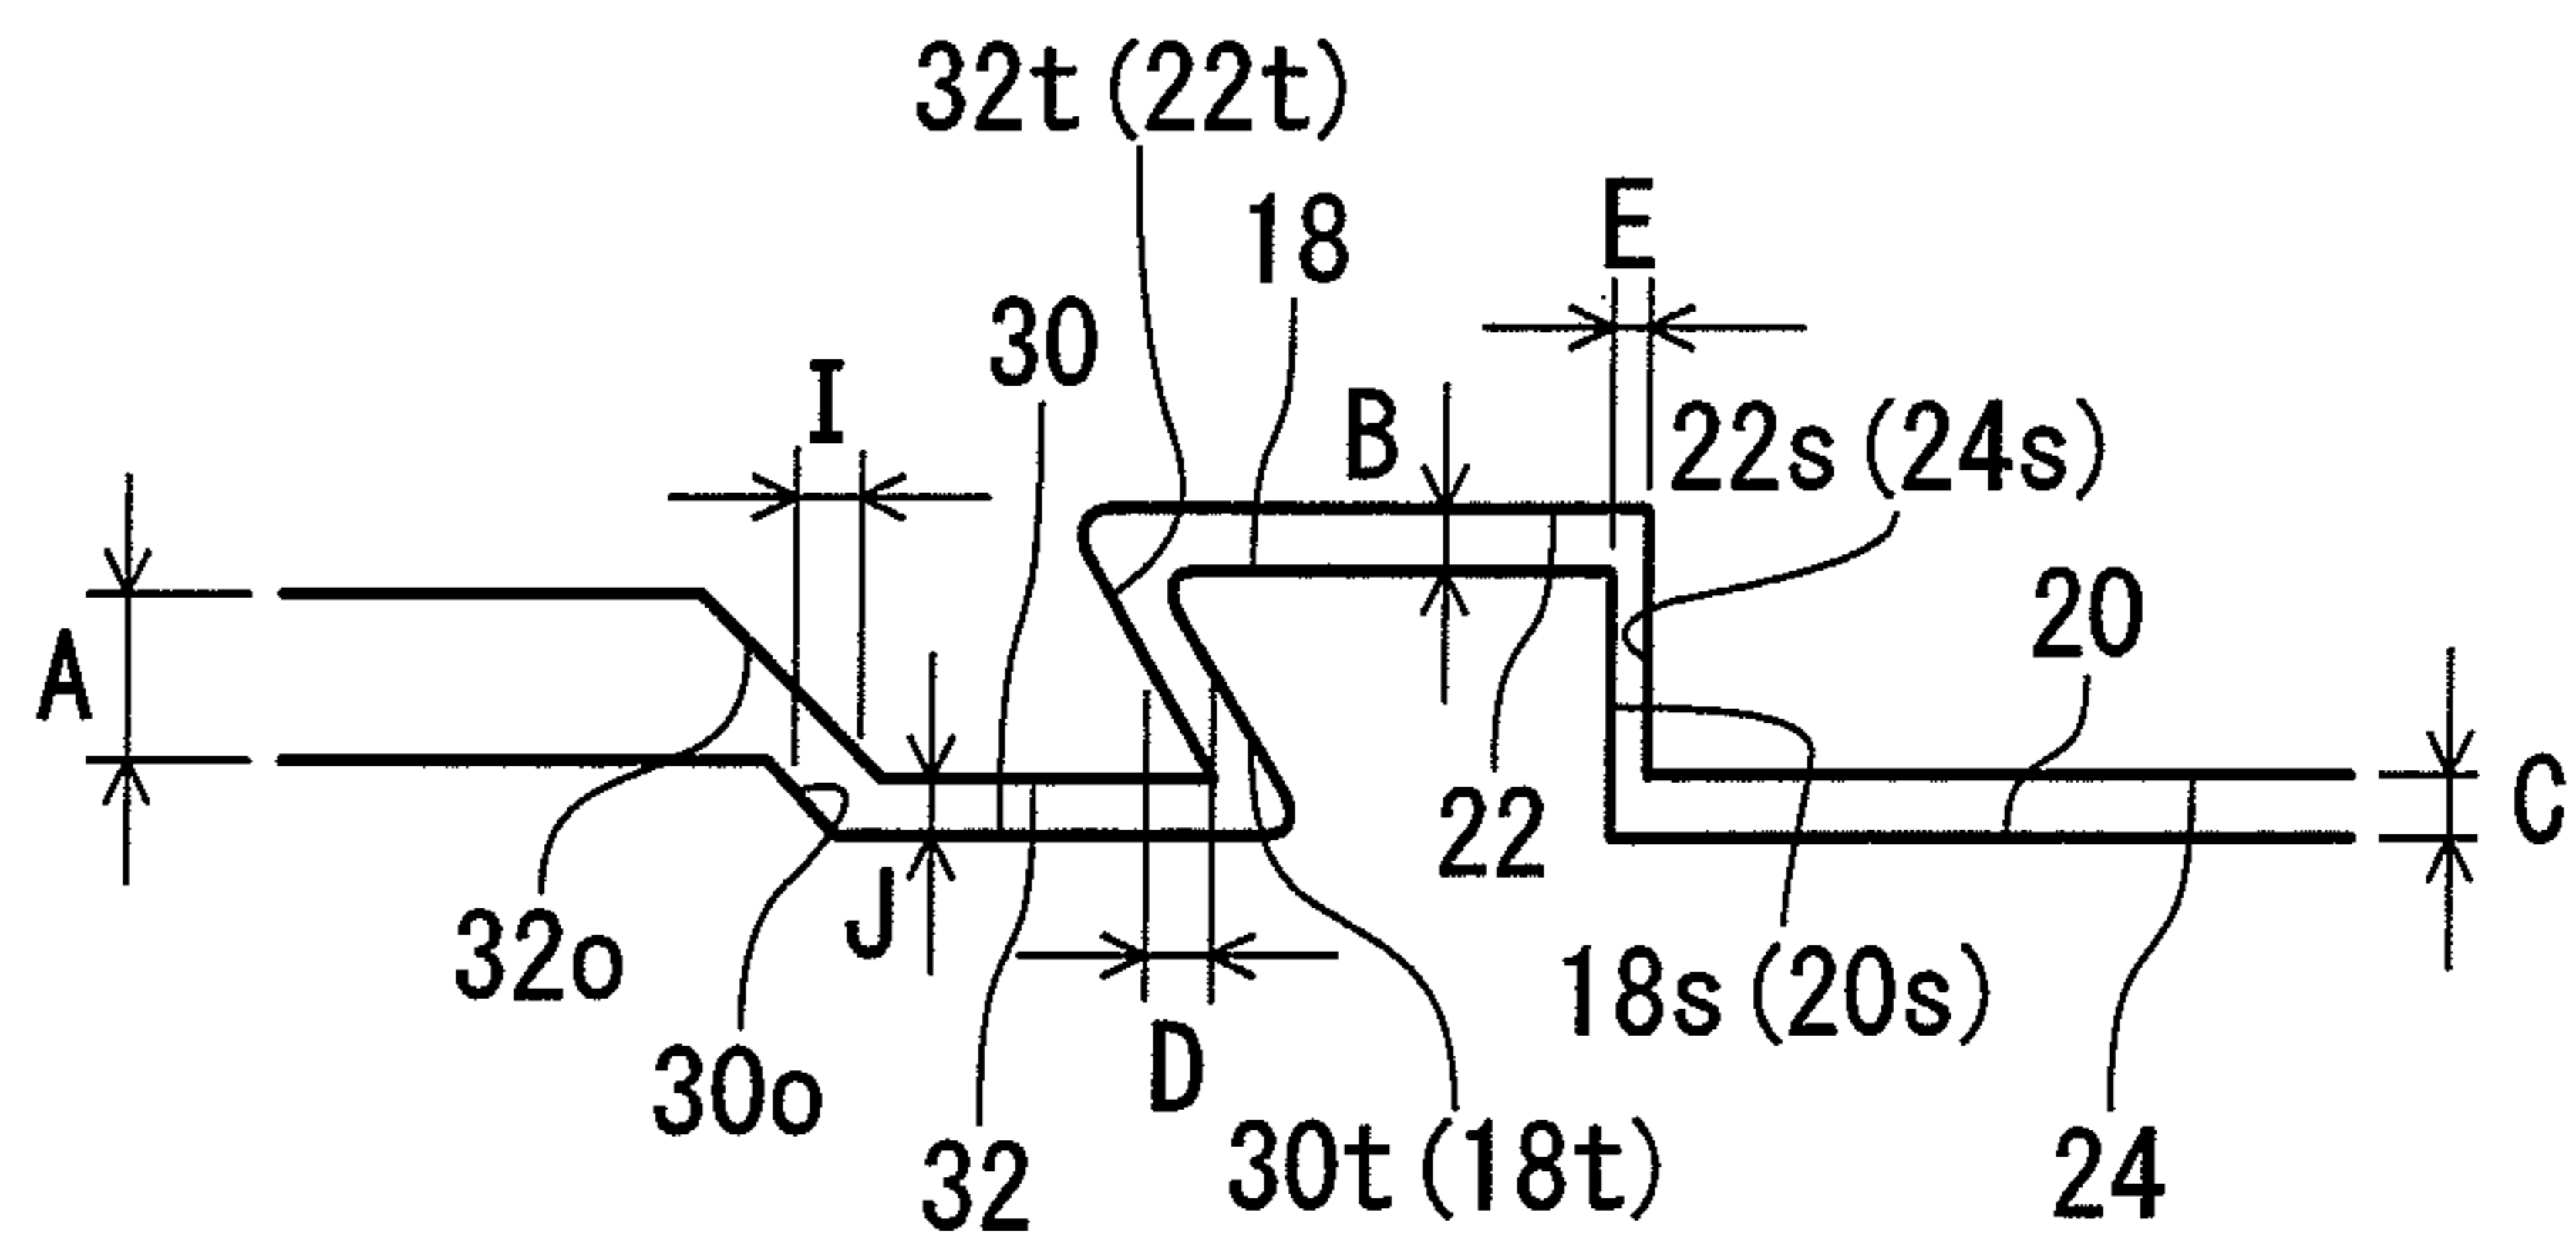 32t(22t)
18
E
30
I
B
22s(24s)
20
A
C
22
J
32o
18s(20s)
D
30o
30t(18t)
32
24